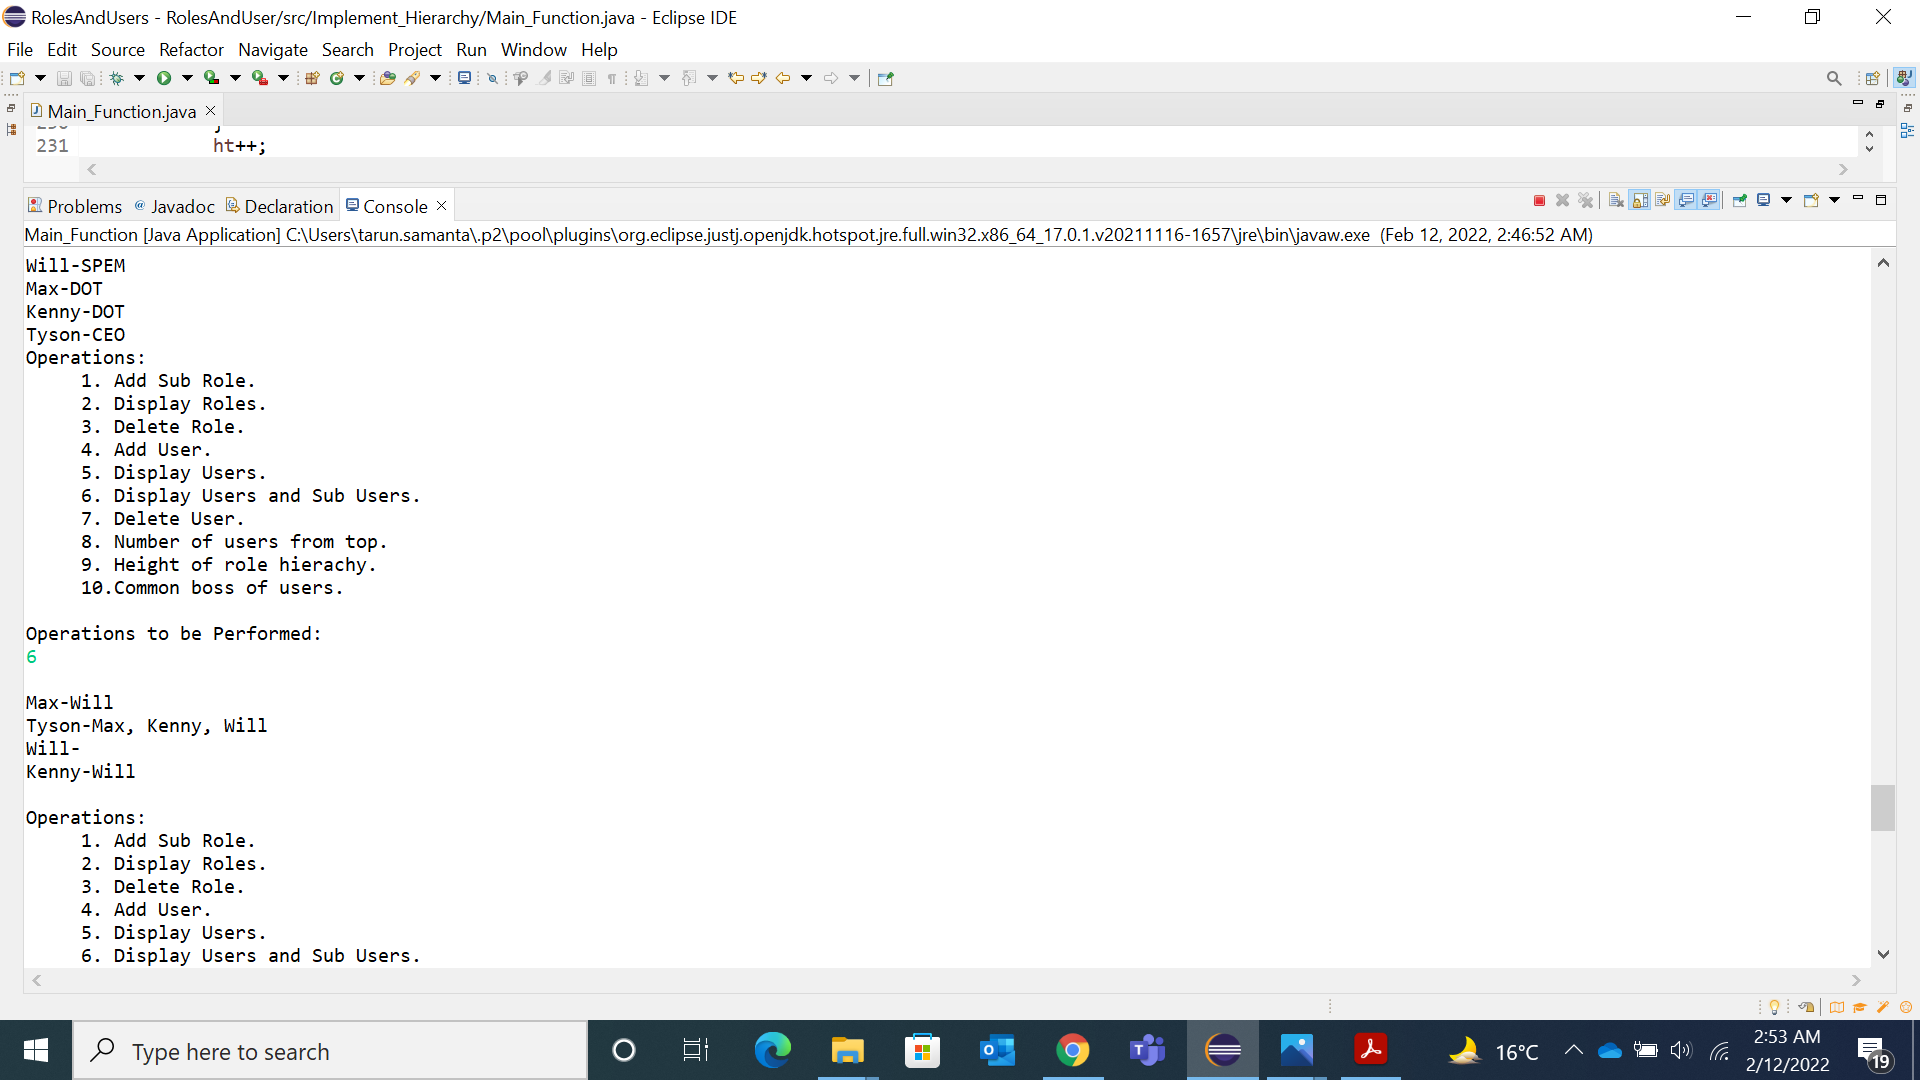 RolesAndUsers - RolesAndUser/src/Implement_Hierarchy/Main_Function.java - Eclipse IDE
File Edit Source Refactor Navigate Search Project Run Window Help
Main_Function.java
231 ht++;
Problems Javadoc Declaration Console
Main_Function [Java Application] C:\Users\tarun.samanta\.p2\pool\plugins\org.eclipse.justj.openjdk.hotspot.jre.full.win32.x86_64_17.0.1.v20211116-1657\jre\bin\javaw.exe (Feb 12, 2022, 2:46:52 AM)
Will-SPEM
Max-DOT
Kenny-DOT
Tyson-CEO
Operations:
1. Add Sub Role.
2. Display Roles.
3. Delete Role.
4. Add User.
5. Display Users.
6. Display Users and Sub Users.
7. Delete User.
8. Number of users from top.
9. Height of role hierachy.
10.Common boss of users.
Operations to be Performed:
6
Max-Will
Tyson-Max, Kenny, Will
Will-
Kenny-Will
Operations:
1. Add Sub Role.
2. Display Roles.
3. Delete Role.
4. Add User.
5. Display Users.
6. Display Users and Sub Users.
Type here to search
16°C
2:53 AM
2/12/2022
19